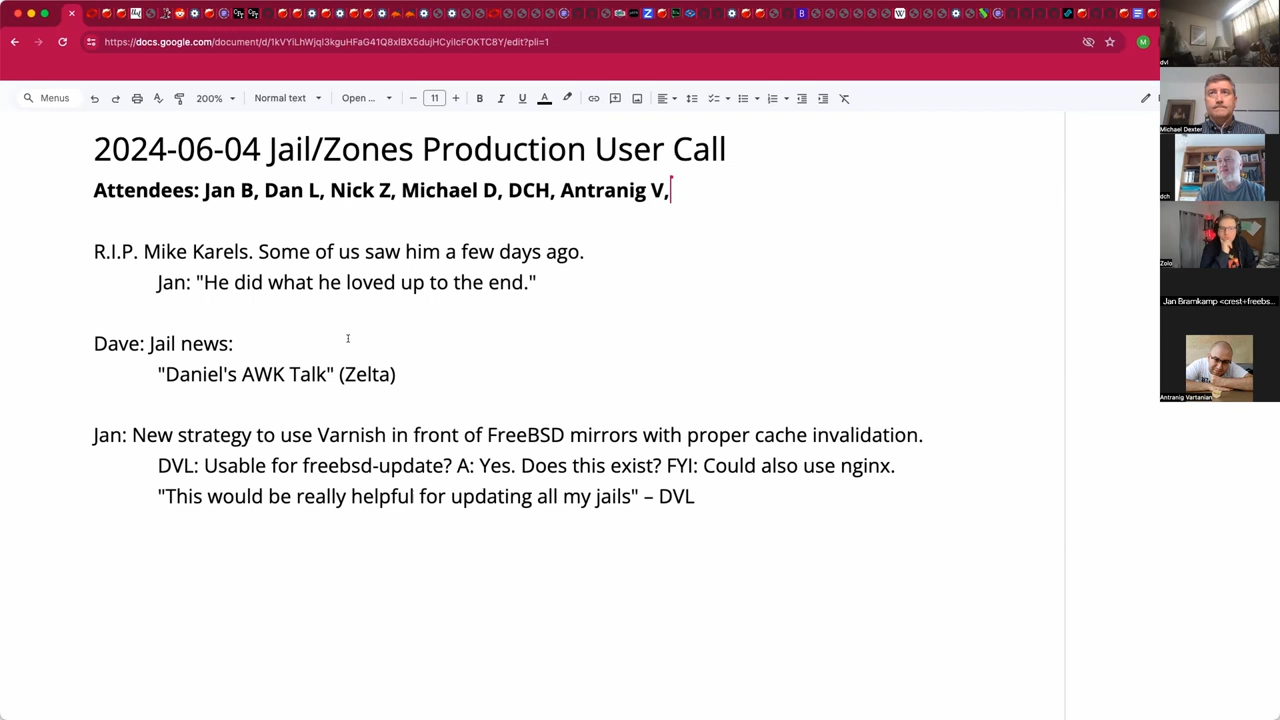 https://docs.google.com/document/d/1kVYiLhWjqI3kguHFaG41Q8xIBX5dujHCyiIcFOKTC8Y/edit?pli=1
M
Menus
200%
Normal text
Open ...
11
2024-06-04 Jail/Zones Production User Call
Attendees: Jan B, Dan L, Nick Z, Michael D, DCH, Antranig V,
R.I.P. Mike Karels. Some of us saw him a few days ago.
Jan: "He did what he loved up to the end."
Dave: Jail news:
"Daniel's AWK Talk" (Zelta)
Jan: New strategy to use Varnish in front of FreeBSD mirrors with proper cache invalidation.
DVL: Usable for freebsd-update? A: Yes. Does this exist? FYI: Could also use nginx.
"This would be really helpful for updating all my jails" – DVL
dvl
Michael Dexter
dch
Zolo
Jan Bramkamp <crest+freebs...
Antranig Vartanian